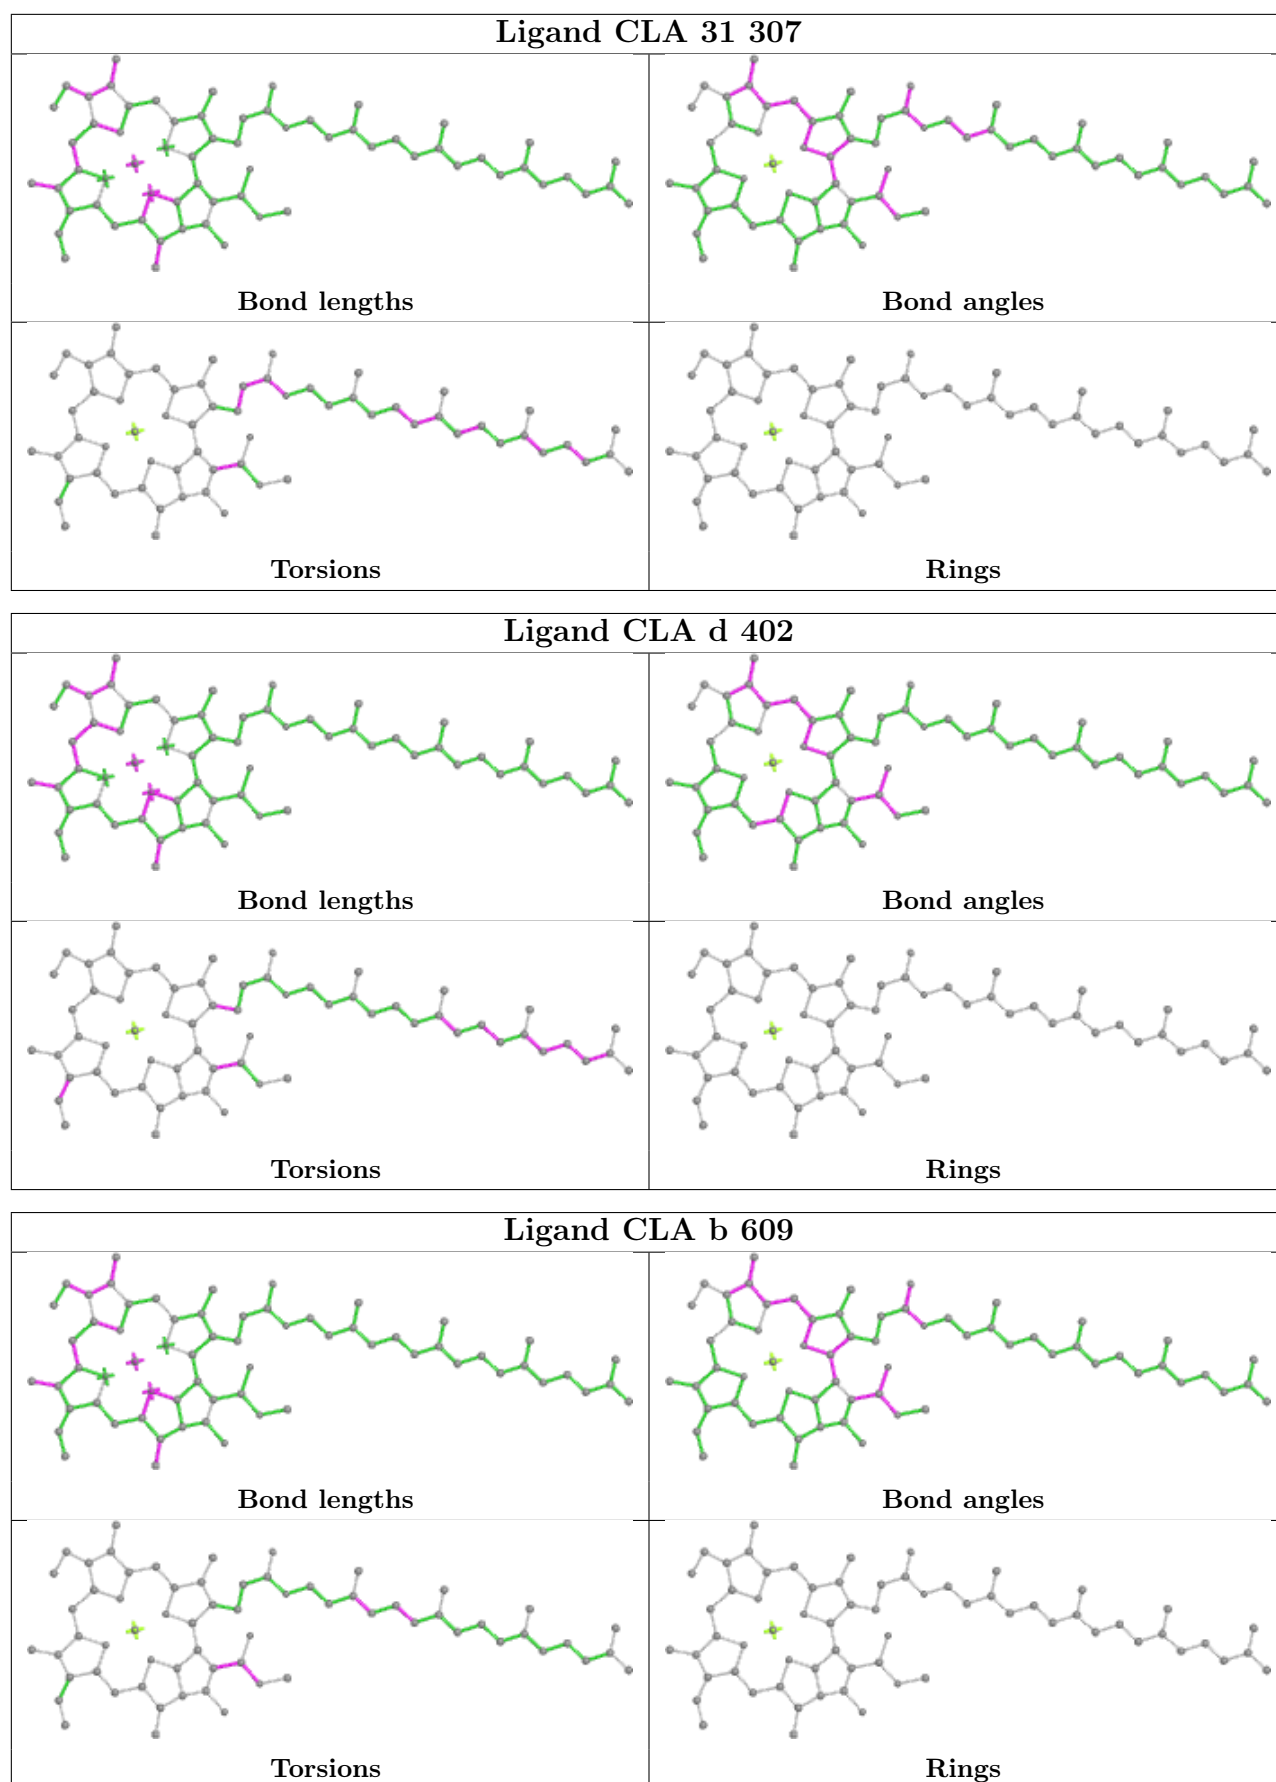 Ligand CLA 31 307
Bond lengths
Bond angles
Torsions
Rings
Ligand CLA d 402
Bond lengths
Bond angles
Torsions
Rings
Ligand CLA b 609
Bond lengths
Bond angles
Torsions
Rings